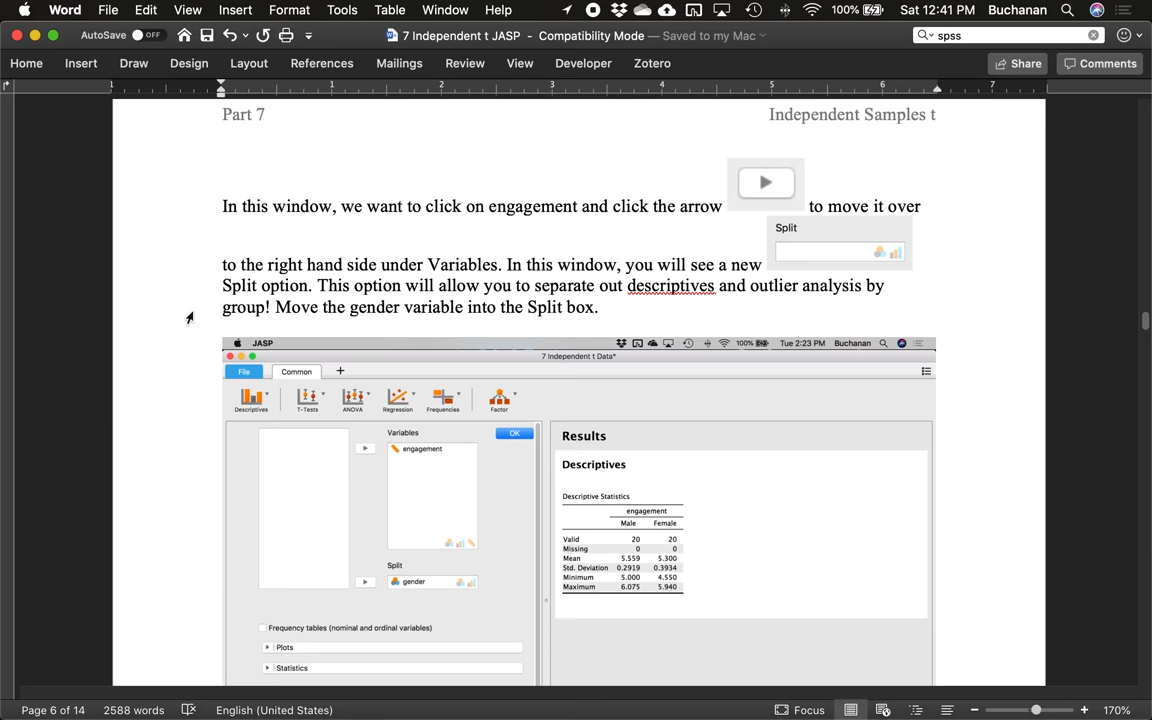 Word File Edit View Insert Format Tools Table Window Help 100% Sat 12:41 PM Buchanan
AutoSave OFF 7 Independent t JASP - Compatibility Mode — Saved to my Mac spss
Home Insert Draw Design Layout References Mailings Review View Developer Zotero Share Comments
1 1 2 3 4 5 6 7
Part 7 Independent Samples t
In this window, we want to click on engagement and click the arrow to move it over
Split
to the right hand side under Variables. In this window, you will see a new
Split option. This option will allow you to separate out descriptives and outlier analysis by
group! Move the gender variable into the Split box.
JASP 100% Tue 2:23 PM Buchanan
7 Independent t Data*
File Common +
Descriptives T-Tests ANOVA Regression Frequencies Factor
Variables OK
engagement
Split
gender
Frequency tables (nominal and ordinal variables)
Plots
Statistics
Results
Descriptives
Descriptive Statistics
engagement
Male Female
Valid 20 20
Missing 0 0
Mean 5.559 5.300
Std. Deviation 0.2919 0.3934
Minimum 5.000 4.550
Maximum 6.075 5.940
Page 6 of 14 2588 words English (United States) Focus 170%